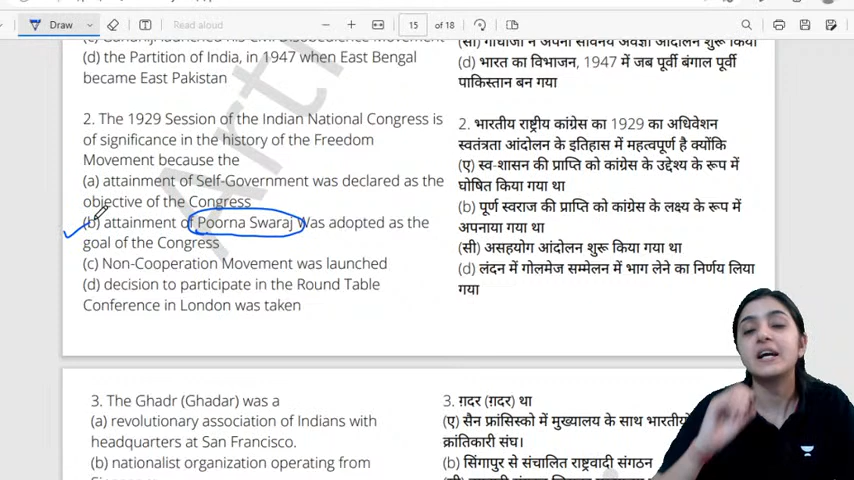 Draw
Read aloud
15
of 18
(d) the Partition of India, in 1947 when East Bengal
became East Pakistan
2. The 1929 Session of the Indian National Congress is
of significance in the history of the Freedom
Movement because the
(a) attainment of Self-Government was declared as the
objective of the Congress
(b) attainment of Poorna Swaraj Was adopted as the
goal of the Congress
(c) Non-Cooperation Movement was launched
(d) decision to participate in the Round Table
Conference in London was taken
3. The Ghadr (Ghadar) was a
(a) revolutionary association of Indians with
headquarters at San Francisco.
(b) nationalist organization operating from
(सी) गांधीजी ने अपना सविनय अवज्ञा आंदोलन शुरू किया
(d) भारत का विभाजन, 1947 में जब पूर्वी बंगाल पूर्वी
पाकिस्तान बन गया
2. भारतीय राष्ट्रीय कांग्रेस का 1929 का अधिवेशन
स्वतंत्रता आंदोलन के इतिहास में महत्वपूर्ण है क्योंकि
(ए) स्व-शासन की प्राप्ति को कांग्रेस के उद्देश्य के रूप में
घोषित किया गया था
(b) पूर्ण स्वराज की प्राप्ति को कांग्रेस के लक्ष्य के रूप में
अपनाया गया था
(सी) असहयोग आंदोलन शुरू किया गया था
(d) लंदन में गोलमेज सम्मेलन में भाग लेने का निर्णय लिया
गया
3. ग़दर (ग़दर) था
(ए) सैन फ्रांसिस्को में मुख्यालय के साथ
क्रांतिकारी संघ।
(b) सिंगापुर से संचालित राष्ट्रवादी संगठन